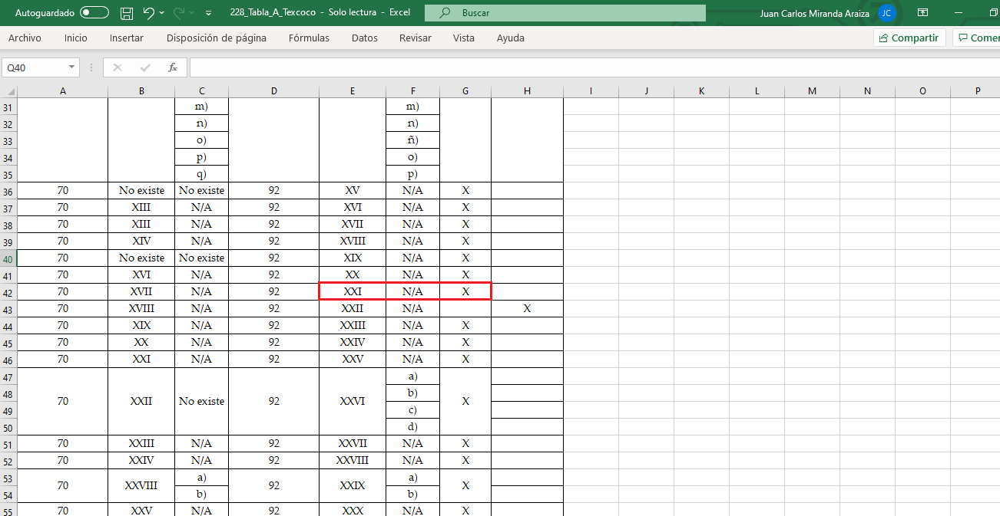 Autoguardado 228_Tabla_A_Texcoco - Solo lectura - Excel Buscar Juan Carlos Miranda Araiza JC
Archivo Inicio Insertar Disposición de página Fórmulas Datos Revisar Vista Ayuda Compartir Comer
Q40 fx
A B C D E F G H I J K L M N O P
31 m) m)
32 n) n)
33 o) ñ)
34 p) o)
35 q) p)
36 70 No existe No existe 92 XV N/A X
37 70 XIII N/A 92 XVI N/A X
38 70 XIII N/A 92 XVII N/A X
39 70 XIV N/A 92 XVIII N/A X
40 70 No existe No existe 92 XIX N/A X
41 70 XVI N/A 92 XX N/A X
42 70 XVII N/A 92 XXI N/A X
43 70 XVIII N/A 92 XXII N/A X
44 70 XIX N/A 92 XXIII N/A X
45 70 XX N/A 92 XXIV N/A X
46 70 XXI N/A 92 XXV N/A X
47 a)
48 b)
70 XXII No existe 92 XXVI X
49 c)
50 d)
51 70 XXIII N/A 92 XXVII N/A X
52 70 XXIV N/A 92 XXVIII N/A X
53 a) a)
70 XXVIII 92 XXIX X
54 b) b)
55 70 XXV N/A 92 XXX N/A X